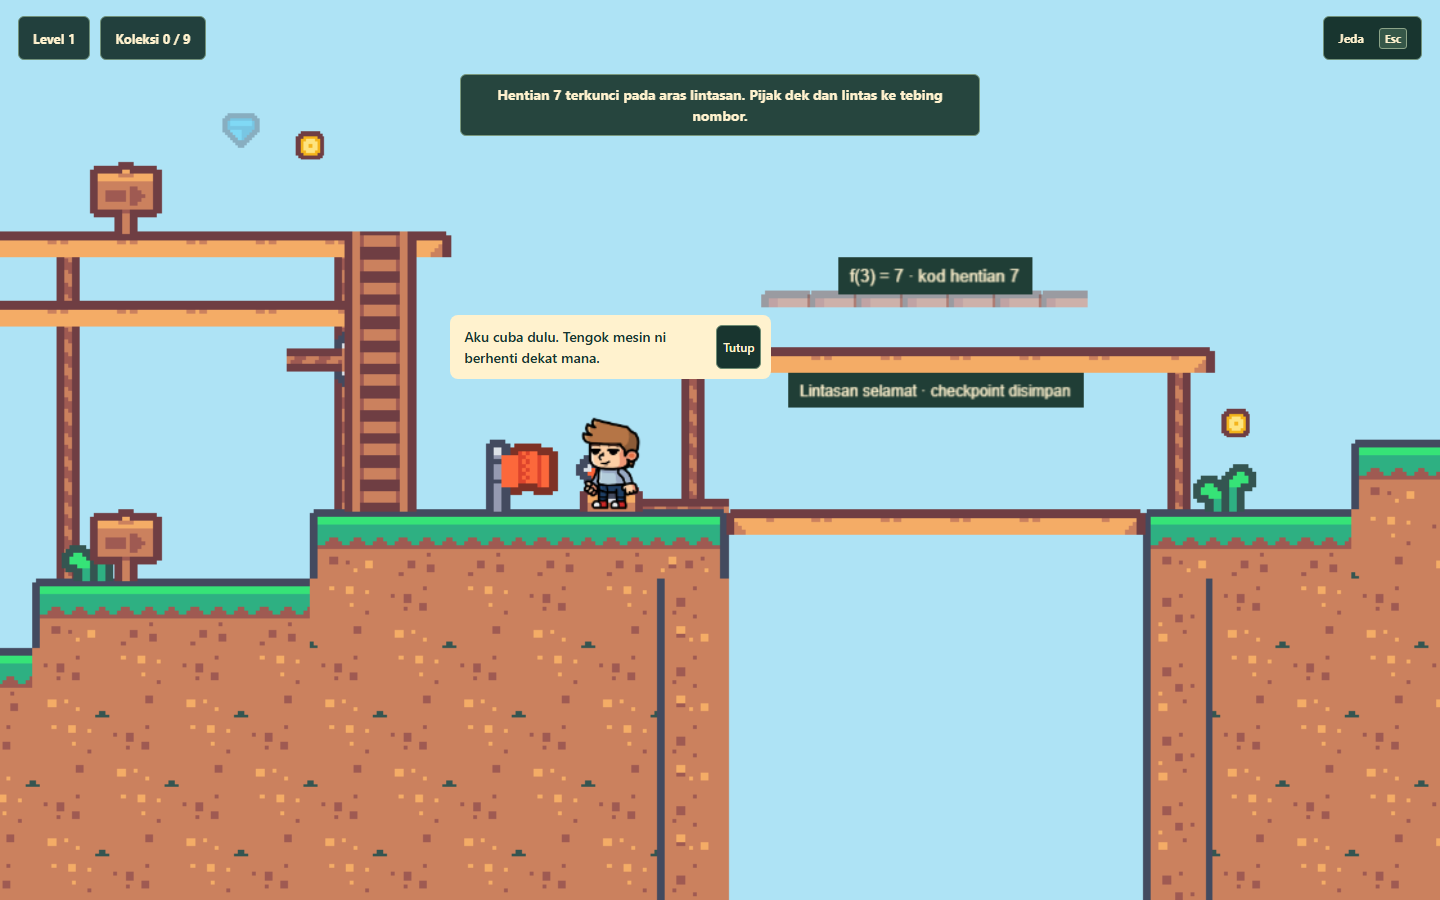 Level 1
Koleksi 0 / 9
Jeda Esc
Hentian 7 terkunci pada aras lintasan. Pijak dek dan lintas ke tebing
nombor.
f(3) = 7 · kod hentian 7
Aku cuba dulu. Tengok mesin ni
berhenti dekat mana.
Tutup
Lintasan selamat · checkpoint disimpan